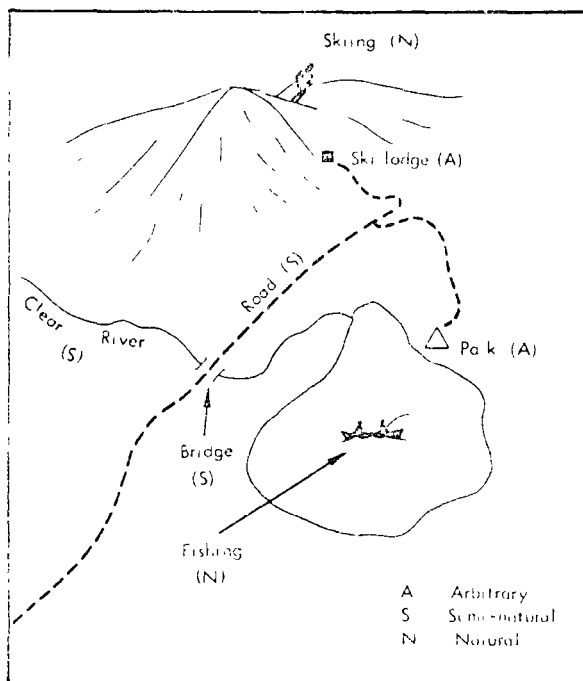 Skiing (N)
Ski lodge (A)
Road (S)
Clear River
(S)
Park (A)
Bridge
(S)
Fishing
(N)
A Arbitrary
S Semi-natural
N Natural